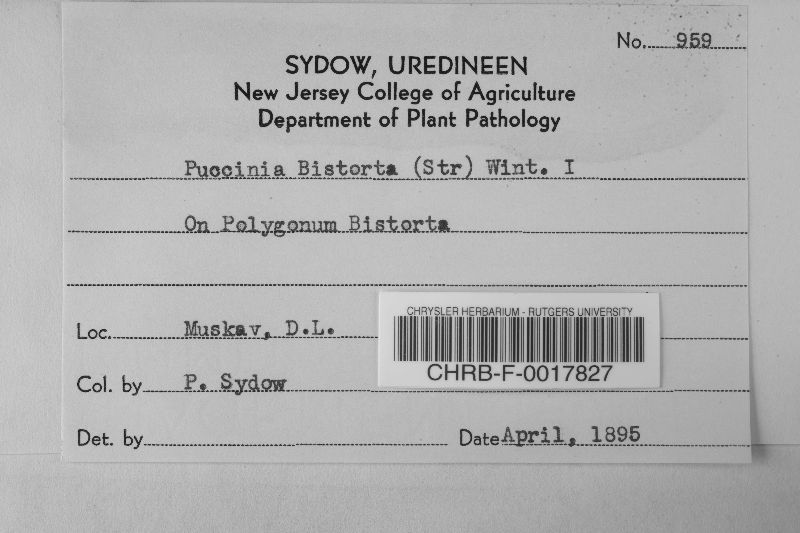 No. 959
SYDOW, UREDINEEN
New Jersey College of Agriculture
Department of Plant Pathology
Puccinia Bistorta (Str) Wint. I
On Polygonum Bistorta
Loc. Muskav, D.L.
CHRYSLER HERBARIUM - RUTGERS UNIVERSITY
CHRB-F-0017827
Col. by P. Sydow
Det. by
Date April, 1895